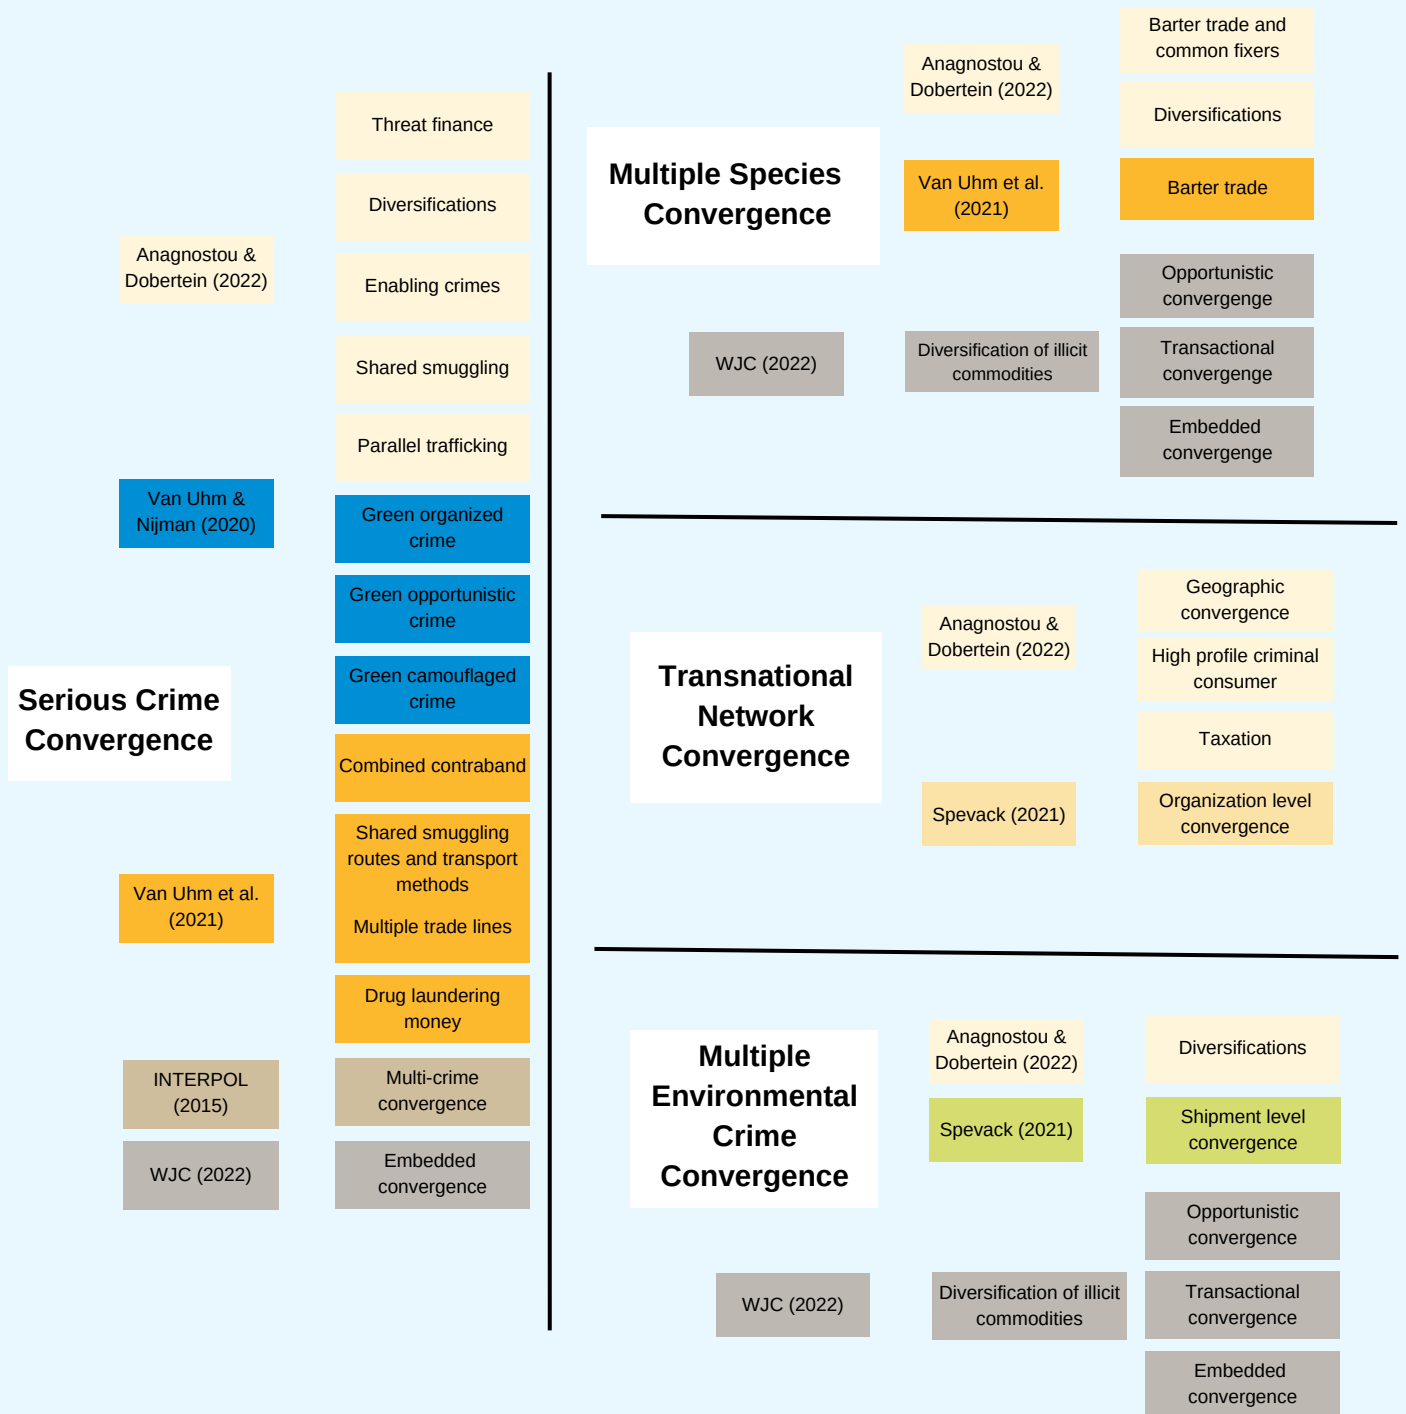 Serious Crime
Convergence
Anagnostou &
Dobertein (2022)
Threat finance
Diversifications
Enabling crimes
Shared smuggling
Parallel trafficking
Van Uhm &
Nijman (2020)
Green organized
crime
Green opportunistic
crime
Green camouflaged
crime
Van Uhm et al.
(2021)
Combined contraband
Shared smuggling
routes and transport
methods
Multiple trade lines
Drug laundering
money
INTERPOL
(2015)
Multi-crime
convergence
WJC (2022)
Embedded
convergence
Multiple Species
Convergence
Anagnostou &
Dobertein (2022)
Barter trade and
common fixers
Diversifications
Van Uhm et al.
(2021)
Barter trade
WJC (2022)
Diversification of illicit
commodities
Opportunistic
convergenge
Transactional
convergenge
Embedded
convergenge
Transnational
Network
Convergence
Anagnostou &
Dobertein (2022)
Geographic
convergence
High profile criminal
consumer
Taxation
Spevack (2021)
Organization level
convergence
Multiple
Environmental
Crime
Convergence
Anagnostou &
Dobertein (2022)
Diversifications
Spevack (2021)
Shipment level
convergence
WJC (2022)
Diversification of illicit
commodities
Opportunistic
convergence
Transactional
convergence
Embedded
convergence